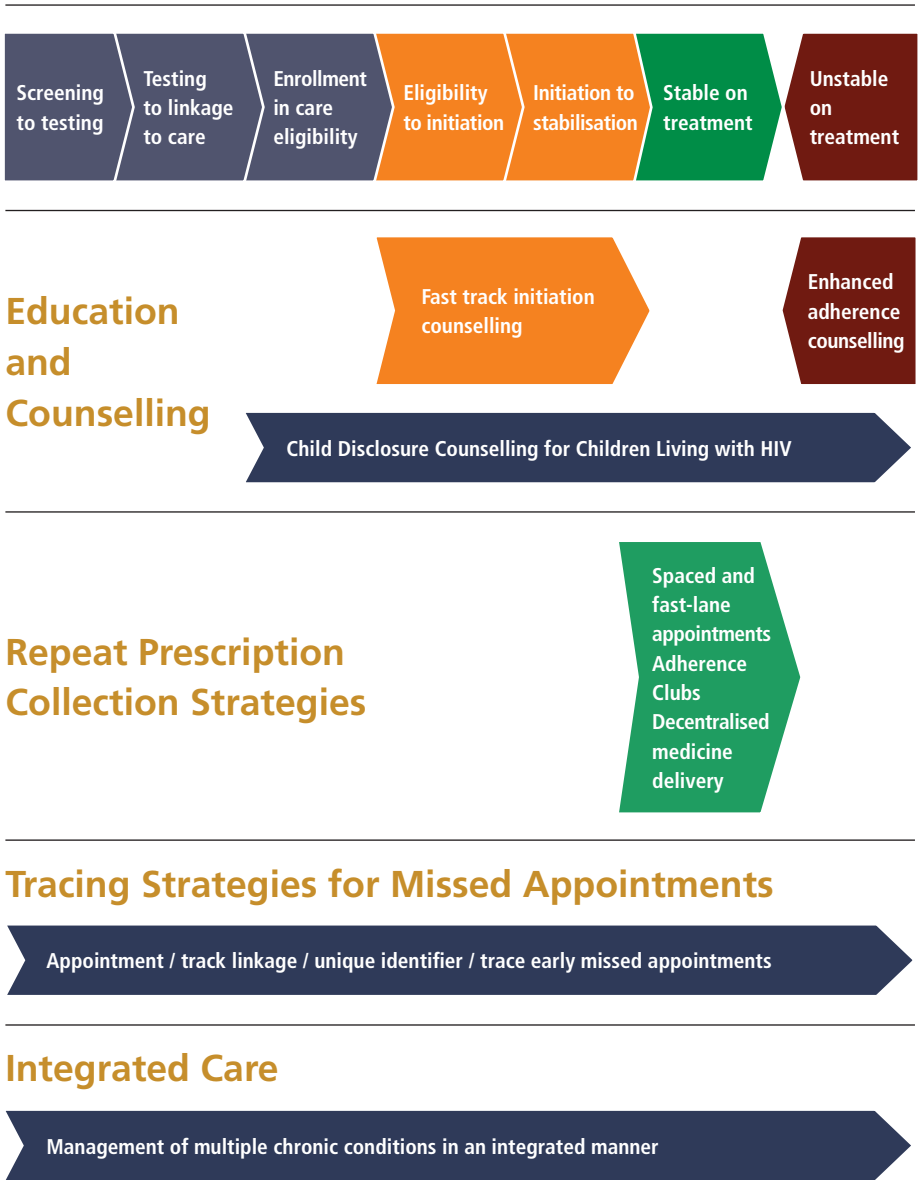 Screening
to testing
Testing
to linkage
to care
Enrollment
in care
eligibility
Eligibility
to initiation
Initiation to
stabilisation
Stable on
treatment
Unstable
on
treatment
Education
and
Counselling
Fast track initiation
counselling
Enhanced
adherence
counselling
Child Disclosure Counselling for Children Living with HIV
Repeat Prescription
Collection Strategies
Spaced and
fast-lane
appointments
Adherence
Clubs
Decentralised
medicine
delivery
Tracing Strategies for Missed Appointments
Appointment / track linkage / unique identifier / trace early missed appointments
Integrated Care
Management of multiple chronic conditions in an integrated manner